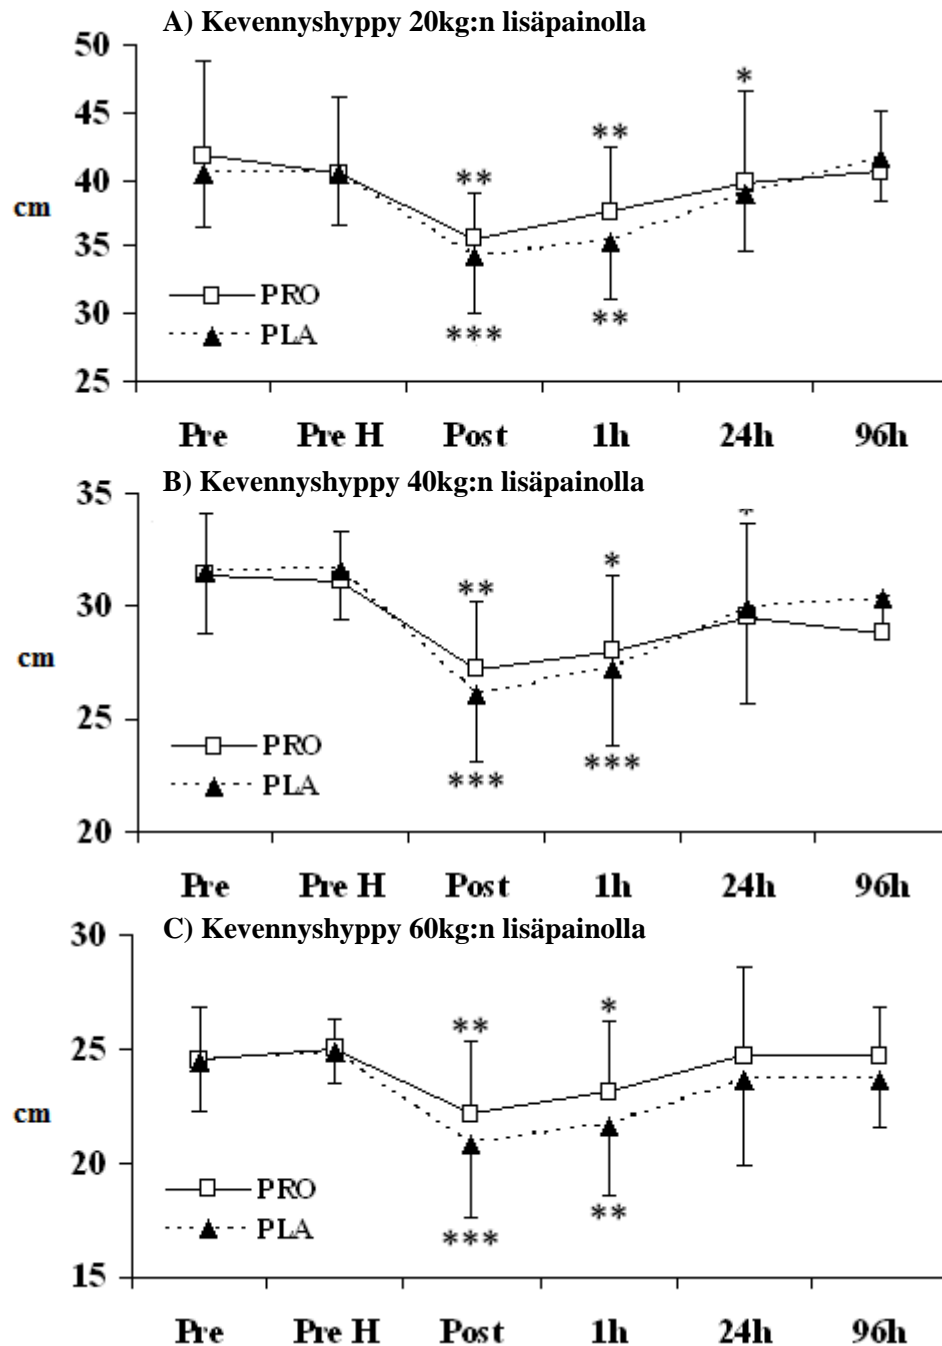 A) Kevennyshyppy 20kg:n lisäpainolla
50
45
40
35
30
25
cm
*
**
**
***
**
PRO
PLA
Pre Pre H Post 1h 24h 96h
B) Kevennyshyppy 40kg:n lisäpainolla
35
30
25
20
cm
*
*
**
***
***
PRO
PLA
Pre Pre H Post 1h 24h 96h
C) Kevennyshyppy 60kg:n lisäpainolla
30
25
20
15
cm
*
**
**
***
PRO
PLA
Pre Pre H Post 1h 24h 96h